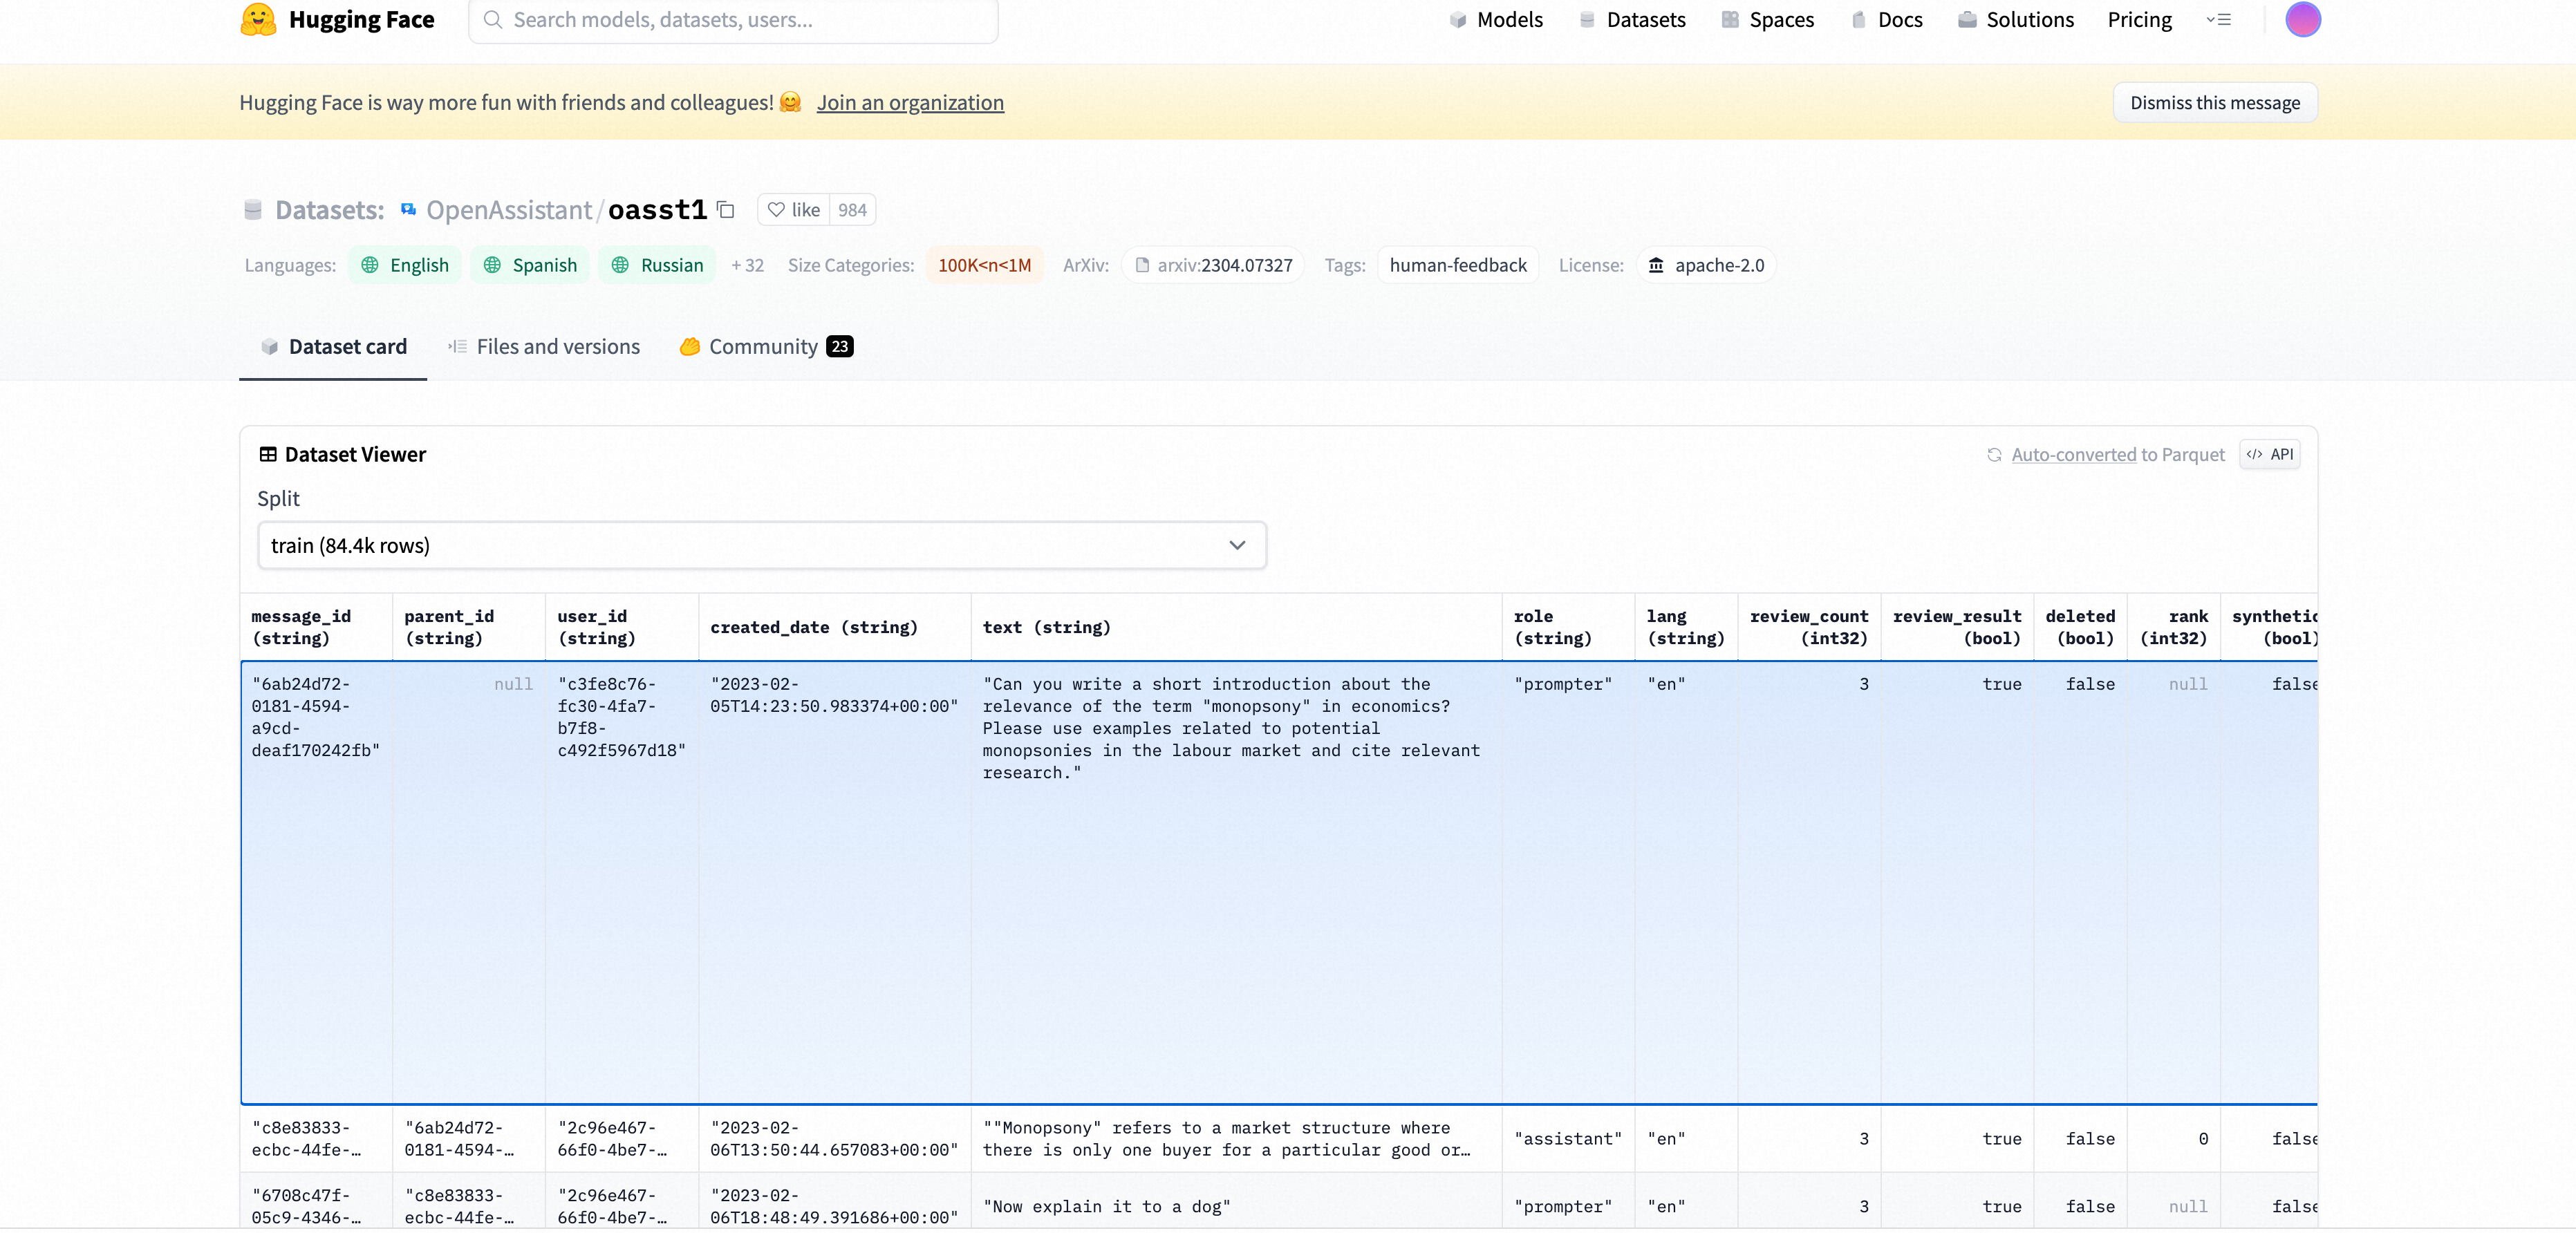 Hugging Face
Search models, datasets, users...
Models
Datasets
Spaces
Docs
Solutions
Pricing
Hugging Face is way more fun with friends and colleagues! 🤗 Join an organization
Dismiss this message
Datasets: OpenAssistant/oasst1
like 984
Languages: English Spanish Russian + 32 Size Categories: 100K<n<1M ArXiv: arxiv:2304.07327 Tags: human-feedback License: apache-2.0
Dataset card
Files and versions
Community 23
Dataset Viewer
Auto-converted to Parquet
</> API
Split
train (84.4k rows)
message_id
(string)
parent_id
(string)
user_id
(string)
created_date (string)
text (string)
role
(string)
lang
(string)
review_count
(int32)
review_result
(bool)
deleted
(bool)
rank
(int32)
synthetic
(bool)
"6ab24d72-
0181-4594-
a9cd-
deaf170242fb"
null
"c3fe8c76-
fc30-4fa7-
b7f8-
c492f5967d18"
"2023-02-
05T14:23:50.983374+00:00"
"Can you write a short introduction about the
relevance of the term "monopsony" in economics?
Please use examples related to potential
monopsonies in the labour market and cite relevant
research."
"prompter"
"en"
3
true
false
null
false
"c8e83833-
ecbc-44fe-…
"6ab24d72-
0181-4594-…
"2c96e467-
66f0-4be7-…
"2023-02-
06T13:50:44.657083+00:00"
""Monopsony" refers to a market structure where
there is only one buyer for a particular good or…
"assistant"
"en"
3
true
false
0
false
"6708c47f-
05c9-4346-…
"c8e83833-
ecbc-44fe-…
"2c96e467-
66f0-4be7-…
"2023-02-
06T18:48:49.391686+00:00"
"Now explain it to a dog"
"prompter"
"en"
3
true
false
null
false